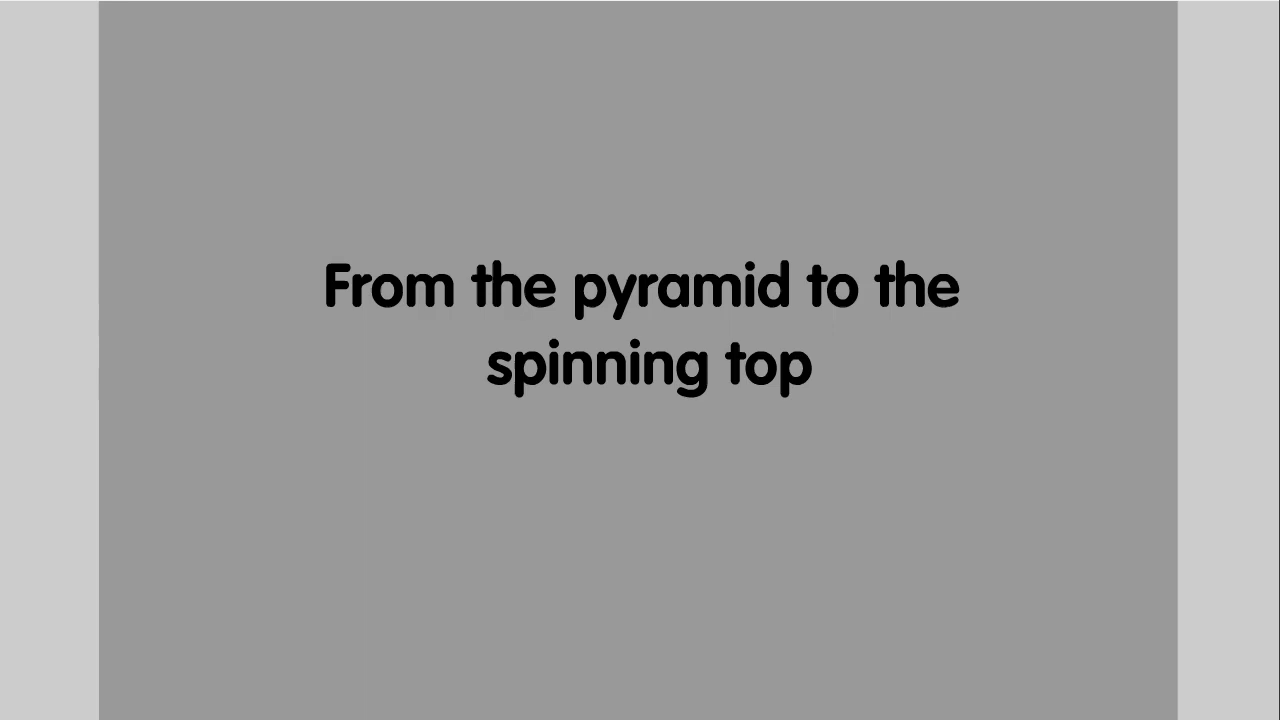 From the pyramid to the
spinning top